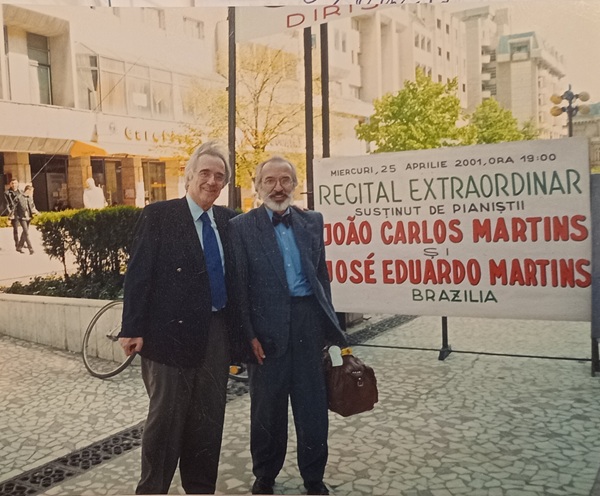 DIRI
MIERCURI, 25 APRILIE 2001, ORA 19:00
RECITAL EXTRAORDINAR
SUSȚINUT DE PIANIȘTII
JOÃO CARLOS MARTINS
ȘI
JOSÉ EDUARDO MARTINS
BRAZILIA